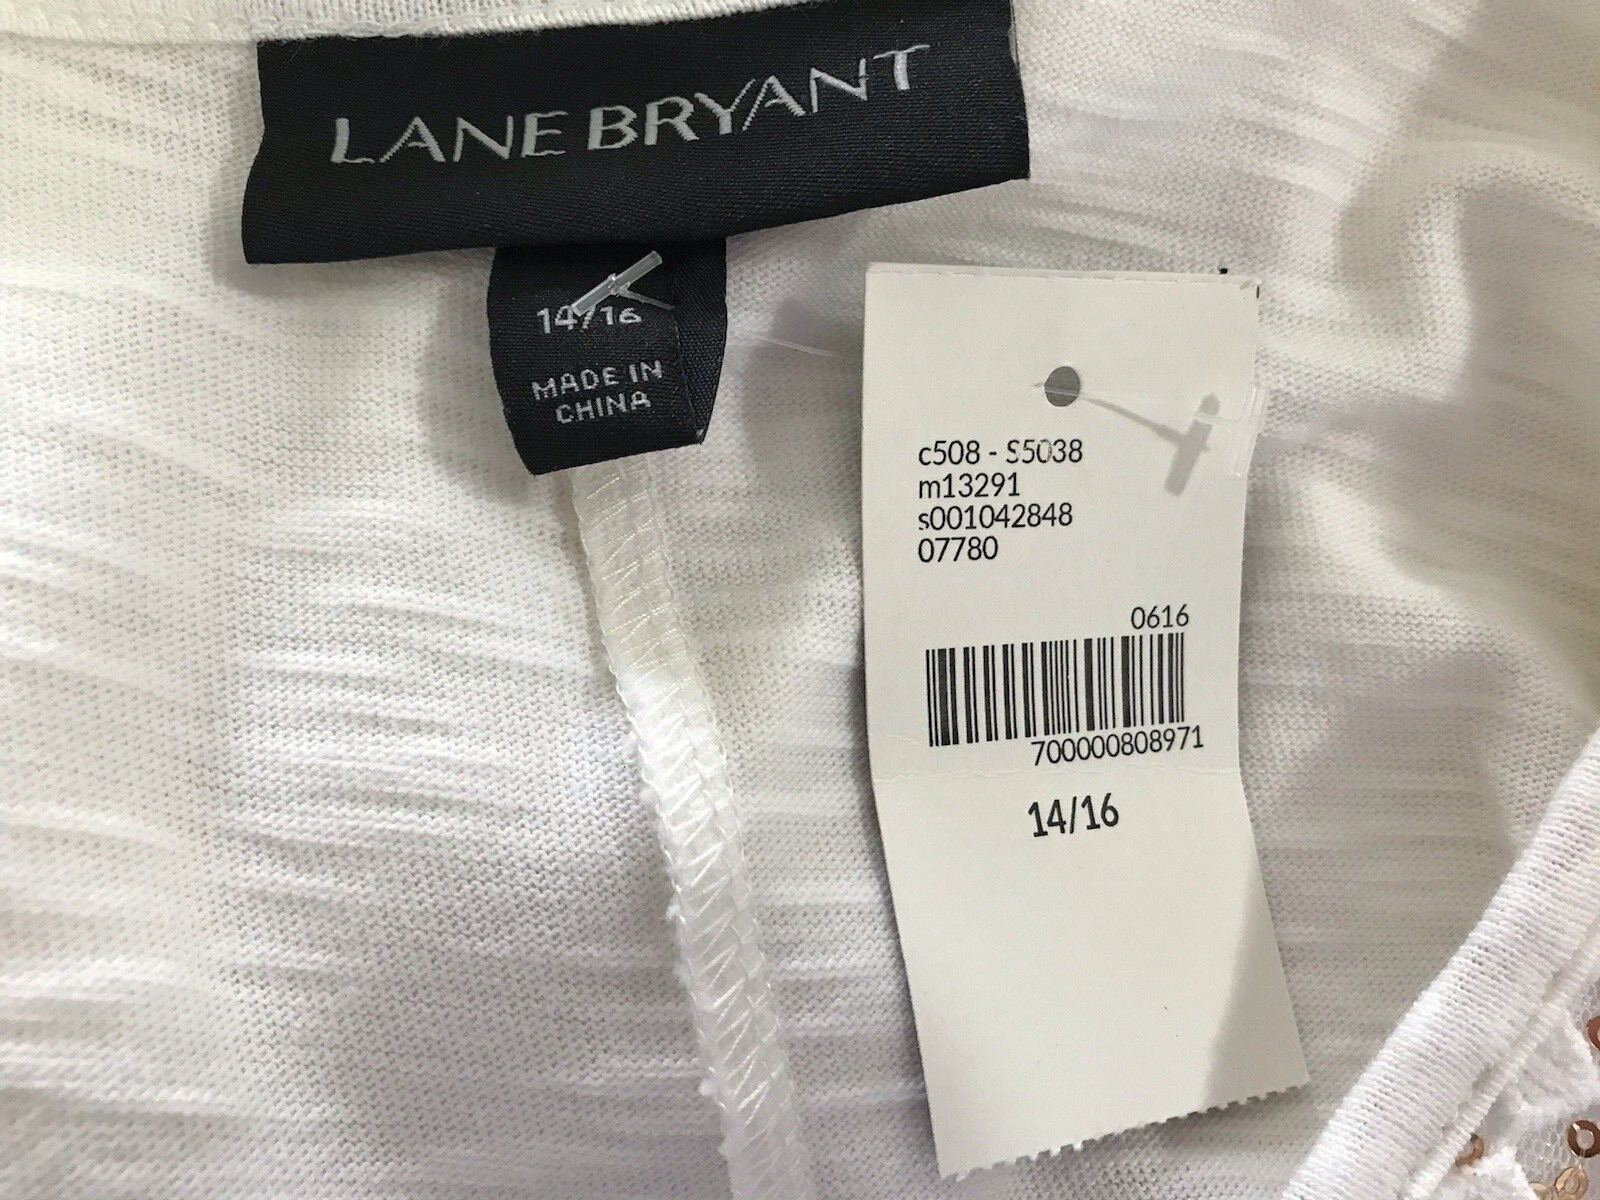 LANE BRYANT
14/16
MADE IN
CHINA
c508 - S5038
m13291
s001042848
07780
0616
700000808971
14/16